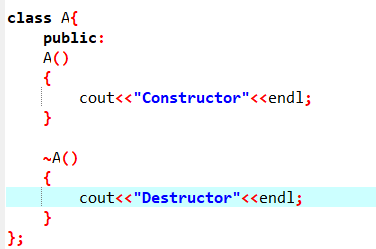 class A{
    public:
    A()
    {
        cout<<"Constructor"<<endl;
    }

    ~A()
    {
        cout<<"Destructor"<<endl;
    }
};